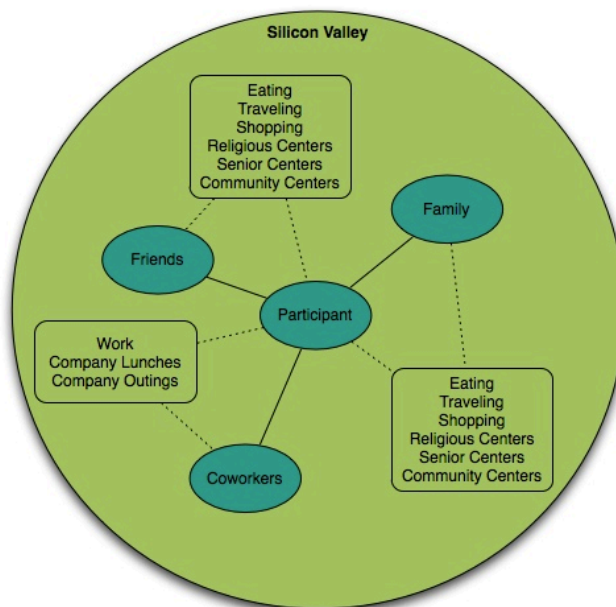 Silicon Valley
Eating
Traveling
Shopping
Religious Centers
Senior Centers
Community Centers
Family
Friends
Participant
Work
Company Lunches
Company Outings
Eating
Traveling
Shopping
Religious Centers
Senior Centers
Community Centers
Coworkers